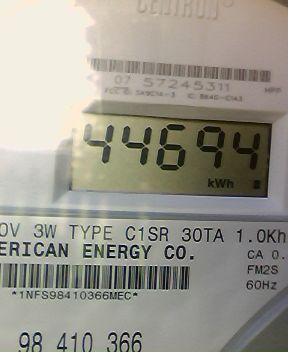 CENTRON
07 57245311
MPP
44694
kWh
0V 3W TYPE C1SR 30TA 1.0Kh
ERICAN ENERGY CO.
CA 0.
FM2S
*1NFS98410366MEC*
60Hz
98 410 366